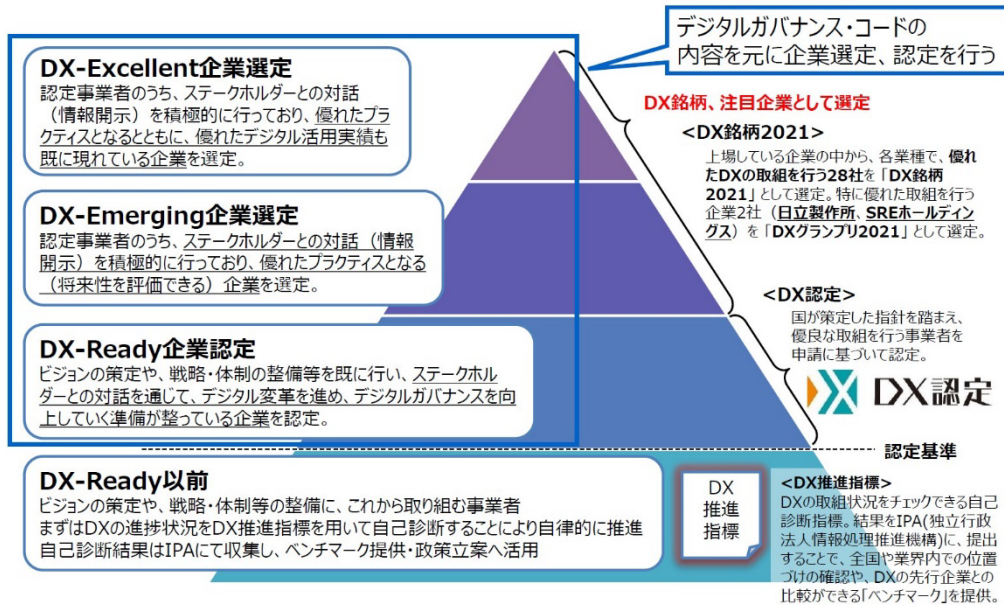 デジタルガバナンス・コードの
内容を元に企業選定、認定を行う
DX-Excellent企業選定
認定事業者のうち、ステークホルダーとの対話
（情報開示）を積極的に行っており、優れたプラ
クティスとなるとともに、優れたデジタル活用実績も
既に現れている企業を選定。
DX-Emerging企業選定
認定事業者のうち、ステークホルダーとの対話（情報
開示）を積極的に行っており、優れたプラクティスとなる
（将来性を評価できる）企業を選定。
DX-Ready企業認定
ビジョンの策定や、戦略・体制の整備等を既に行い、ステークホル
ダーとの対話を通じて、デジタル変革を進め、デジタルガバナンスを向
上していく準備が整っている企業を認定。
DX-Ready以前
ビジョンの策定や、戦略・体制等の整備に、これから取り組む事業者
まずはDXの進捗状況をDX推進指標を用いて自己診断することにより自律的に推進
自己診断結果はIPAにて収集し、ベンチマーク提供・政策立案へ活用
DX銘柄、注目企業として選定
<DX銘柄2021>
上場している企業の中から、各業種で、優れ
たDXの取組を行う28社を「DX銘柄
2021」として選定。特に優れた取組を行う
企業2社（日立製作所、SREホールディン
グス）を「DXグランプリ2021」として選定。
<DX認定>
国が策定した指針を踏まえ、
優良な取組を行う事業者を
申請に基づいて認定。
DX認定
認定基準
DX
推進
指標
<DX推進指標>
DXの取組状況をチェックできる自己
診断指標。結果をIPA(独立行政
法人情報処理推進機構)に、提出
することで、全国や業界内での位置
づけの確認や、DXの先行企業との
比較ができる「ベンチマーク」を提供。